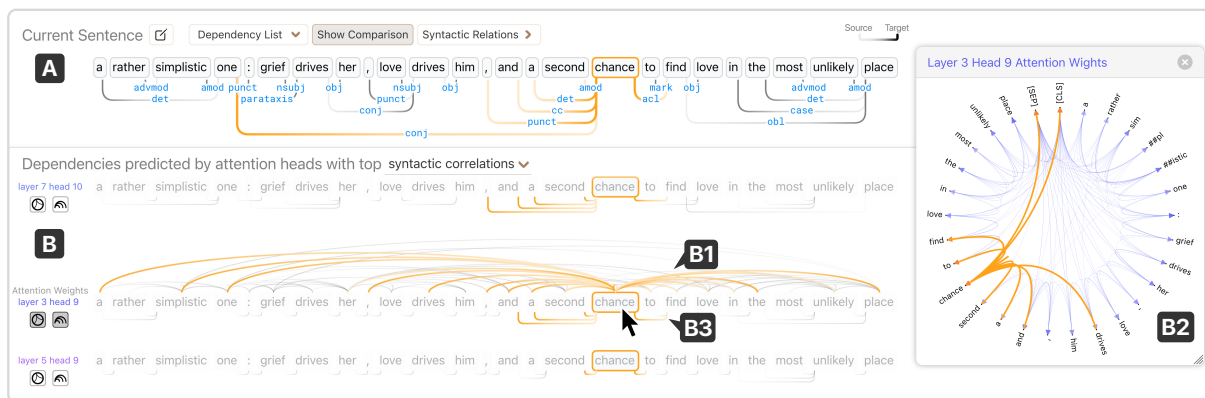 Current Sentence Dependency List Show Comparison Syntactic Relations Source Target
A a rather simplistic one : grief drives her , love drives him , and a second chance to find love in the most unlikely place
advmod amod punct nsubj obj nsubj obj amod mark obj advmod amod
det parataxis punct det acl det
conj cc case
punct obl
conj
Dependencies predicted by attention heads with top syntactic correlations
layer 7 head 10 a rather simplistic one : grief drives her , love drives him , and a second chance to find love in the most unlikely place
B
B1
Attention Weights
layer 3 head 9 a rather simplistic one : grief drives her , love drives him , and a second chance to find love in the most unlikely place
B3
layer 5 head 9 a rather simplistic one : grief drives her , love drives him , and a second chance to find love in the most unlikely place
Layer 3 Head 9 Attention Wights
[CLS]
a
rather
sim
##pl
##istic
one
:
grief
drives
her
,
love
drives
him
,
and
a
second
chance
to
find
love
in
the
most
unlikely
place
[SEP]
B2